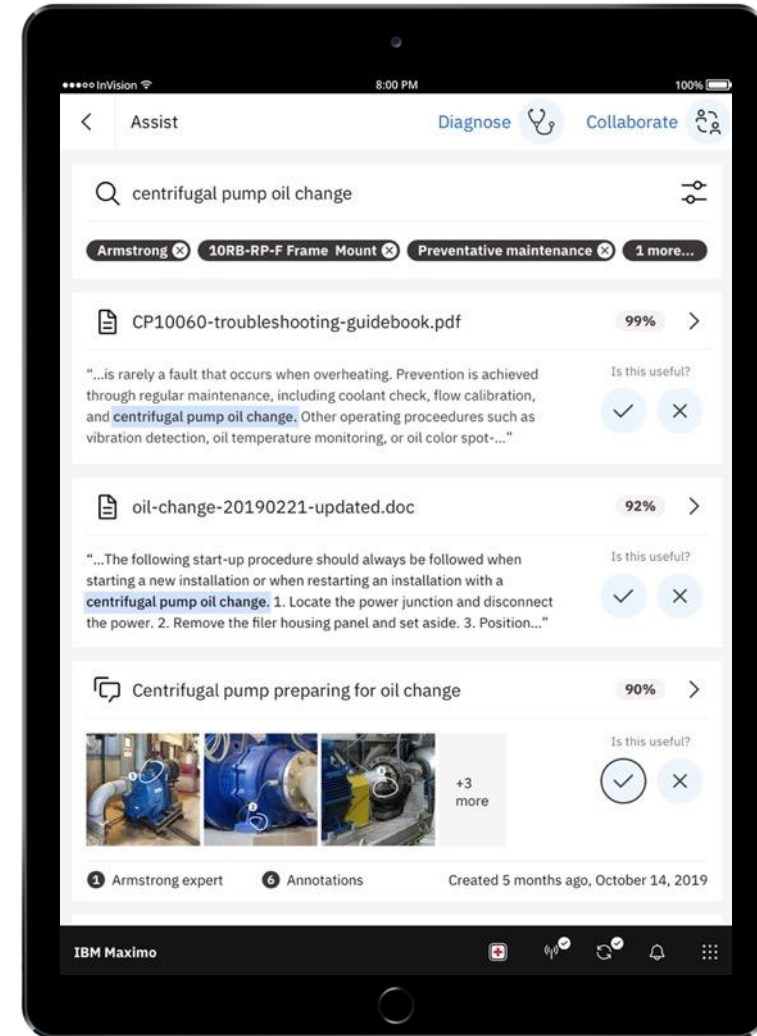 InVision 8:00 PM 100%
Assist Diagnose Collaborate
centrifugal pump oil change
Armstrong 10RB-RP-F Frame Mount Preventative maintenance 1 more...
CP10060-troubleshooting-guidebook.pdf 99%
"...is rarely a fault that occurs when overheating. Prevention is achieved
through regular maintenance, including coolant check, flow calibration,
and centrifugal pump oil change. Other operating proceedures such as
vibration detection, oil temperature monitoring, or oil color spot-..."
Is this useful?
oil-change-20190221-updated.doc 92%
"...The following start-up procedure should always be followed when
starting a new installation or when restarting an installation with a
centrifugal pump oil change. 1. Locate the power junction and disconnect
the power. 2. Remove the filer housing panel and set aside. 3. Position..."
Is this useful?
Centrifugal pump preparing for oil change 90%
+3
more
Is this useful?
1 Armstrong expert 6 Annotations Created 5 months ago, October 14, 2019
IBM Maximo